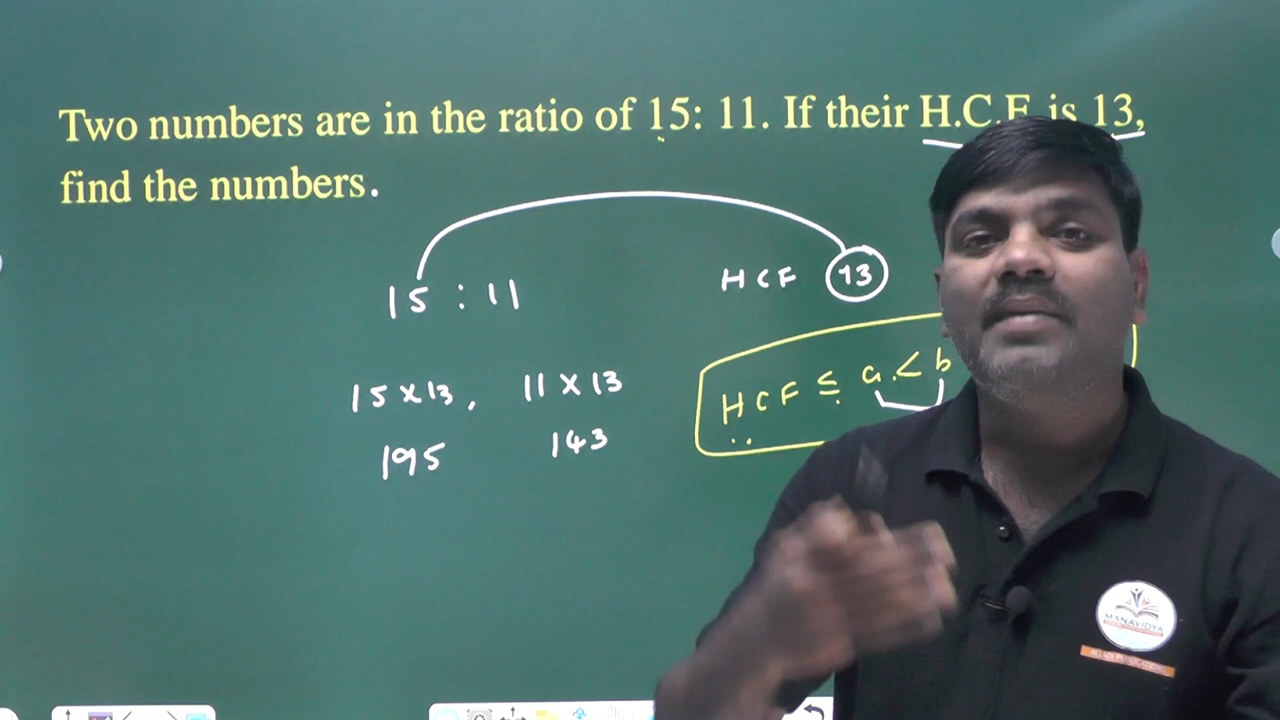 Two numbers are in the ratio of 15: 11. If their H.C.F is 13,
find the numbers.
15 : 11
HCF 13
15 x 13, 11 x 13
HCF ≤ a < b
195 143
MANAVIDYA